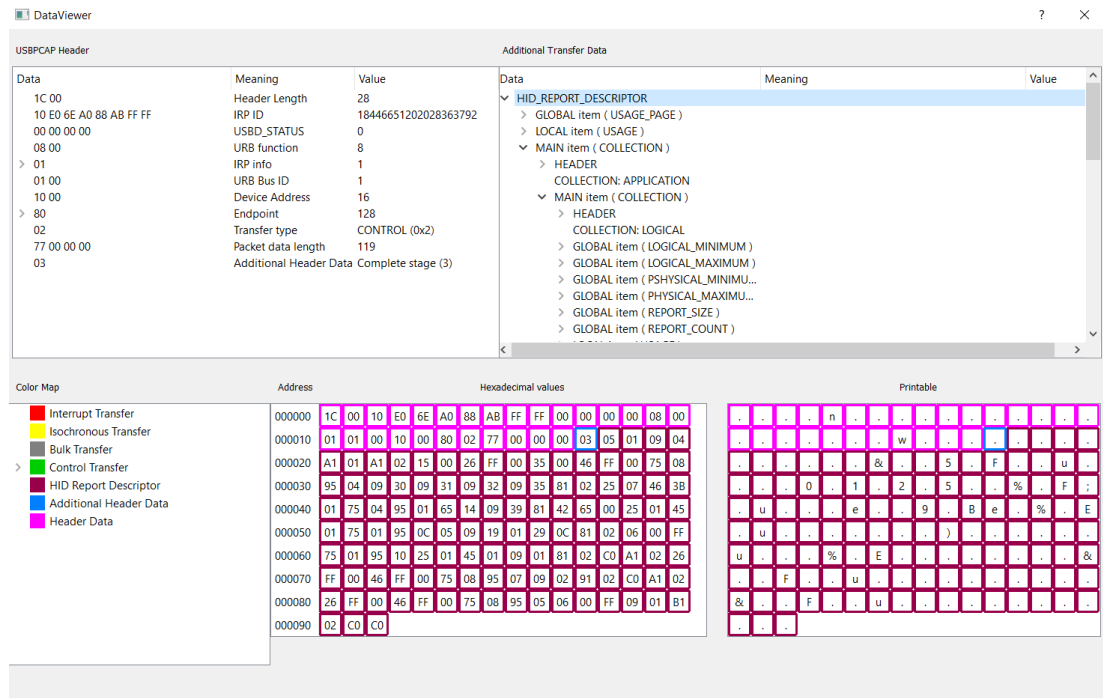 DataViewer ? ×
USBPCAP Header
Data Meaning Value
1C 00 Header Length 28
10 E0 6E A0 88 AB FF FF IRP ID 18446651202028363792
00 00 00 00 USBD_STATUS 0
08 00 URB function 8
01 IRP info 1
01 00 URB Bus ID 1
10 00 Device Address 16
80 Endpoint 128
02 Transfer type CONTROL (0x2)
77 00 00 00 Packet data length 119
03 Additional Header Data Complete stage (3)
Additional Transfer Data
Data Meaning Value
HID_REPORT_DESCRIPTOR
GLOBAL item ( USAGE_PAGE )
LOCAL item ( USAGE )
MAIN item ( COLLECTION )
HEADER
COLLECTION: APPLICATION
MAIN item ( COLLECTION )
HEADER
COLLECTION: LOGICAL
GLOBAL item ( LOGICAL_MINIMUM )
GLOBAL item ( LOGICAL_MAXIMUM )
GLOBAL item ( PSHYSICAL_MINIMU...
GLOBAL item ( PHYSICAL_MAXIMU...
GLOBAL item ( REPORT_SIZE )
GLOBAL item ( REPORT_COUNT )
Color Map
Interrupt Transfer
Isochronous Transfer
Bulk Transfer
Control Transfer
HID Report Descriptor
Additional Header Data
Header Data
Address Hexadecimal values Printable
000000 1C 00 10 E0 6E A0 88 AB FF FF 00 00 00 00 08 00 . . . . n . . . . . . . . . . .
000010 01 01 00 10 00 80 02 77 00 00 00 03 05 01 09 04 . . . . . . . w . . . . . . . .
000020 A1 01 A1 02 15 00 26 FF 00 35 00 46 FF 00 75 08 . . . . . . & . . 5 . F . . u .
000030 95 04 09 30 09 31 09 32 09 35 81 02 25 07 46 3B . . . 0 . 1 . 2 . 5 . . % . F ;
000040 01 75 04 95 01 65 14 09 39 81 42 65 00 25 01 45 . u . . . e . . 9 . B e . % . E
000050 01 75 01 95 0C 05 09 19 01 29 0C 81 02 06 00 FF . u . . . . . . . ) . . . . . .
000060 75 01 95 10 25 01 45 01 09 01 81 02 C0 A1 02 26 u . . . % . E . . . . . . . . &
000070 FF 00 46 FF 00 75 08 95 07 09 02 91 02 C0 A1 02 . . F . . u . . . . . . . . . .
000080 26 FF 00 46 FF 00 75 08 95 05 06 00 FF 09 01 B1 & . . F . . u . . . . . . . . .
000090 02 C0 C0 . . .